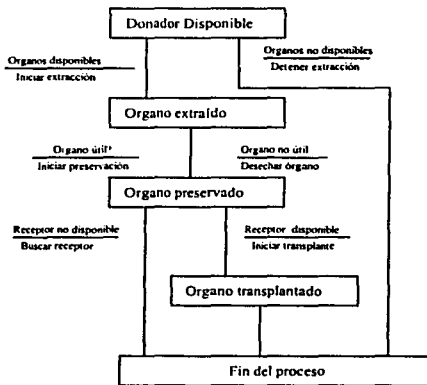 Donador Disponible
Organos disponibles
Iniciar extracción
Organos no disponibles
Detener extracción
Organo extraído
Organo útil
Iniciar preservación
Organo no útil
Desechar órgano
Organo preservado
Receptor no disponible
Buscar receptor
Receptor disponible
Iniciar transplante
Organo transplantado
Fin del proceso